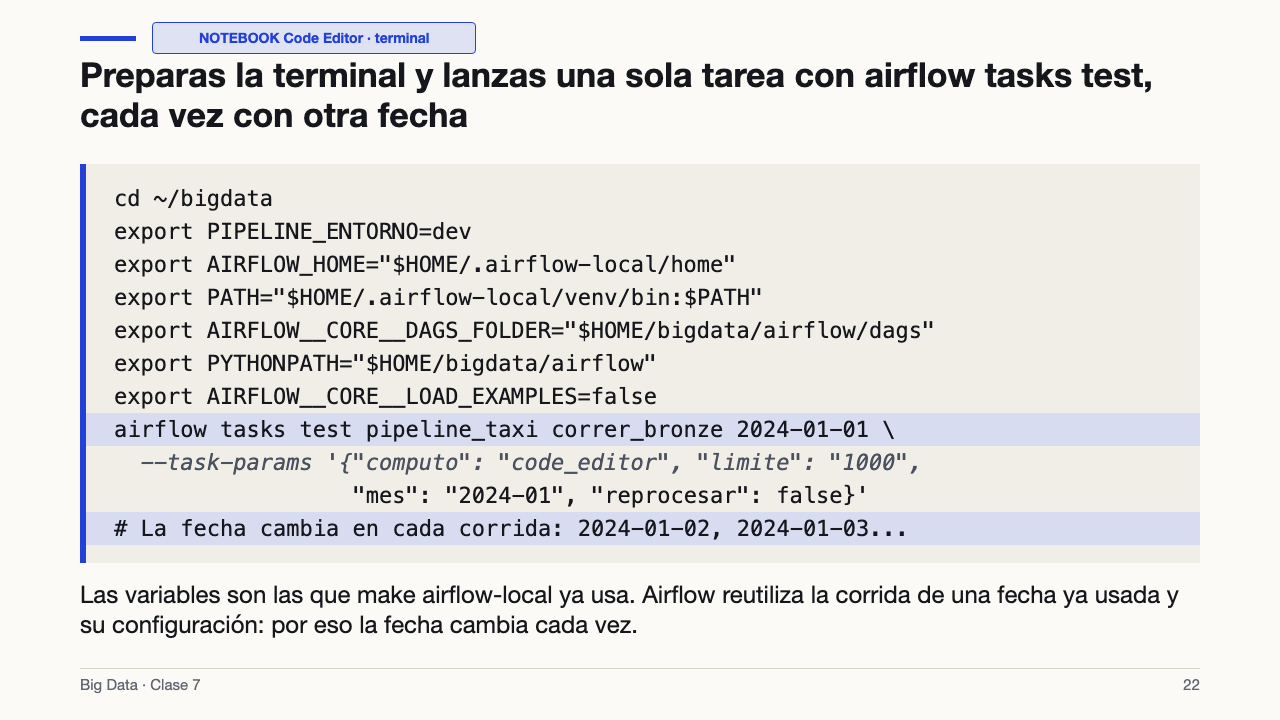 NOTEBOOK Code Editor · terminal
Preparas la terminal y lanzas una sola tarea con airflow tasks test,
cada vez con otra fecha
cd ~/bigdata
export PIPELINE_ENTORNO=dev
export AIRFLOW_HOME="$HOME/.airflow-local/home"
export PATH="$HOME/.airflow-local/venv/bin:$PATH"
export AIRFLOW__CORE__DAGS_FOLDER="$HOME/bigdata/airflow/dags"
export PYTHONPATH="$HOME/bigdata/airflow"
export AIRFLOW__CORE__LOAD_EXAMPLES=false
airflow tasks test pipeline_taxi correr_bronze 2024-01-01 \
  --task-params '{"computo": "code_editor", "limite": "1000",
                  "mes": "2024-01", "reprocesar": false}'
# La fecha cambia en cada corrida: 2024-01-02, 2024-01-03...
Las variables son las que make airflow-local ya usa. Airflow reutiliza la corrida de una fecha ya usada y
su configuración: por eso la fecha cambia cada vez.
Big Data · Clase 7
22